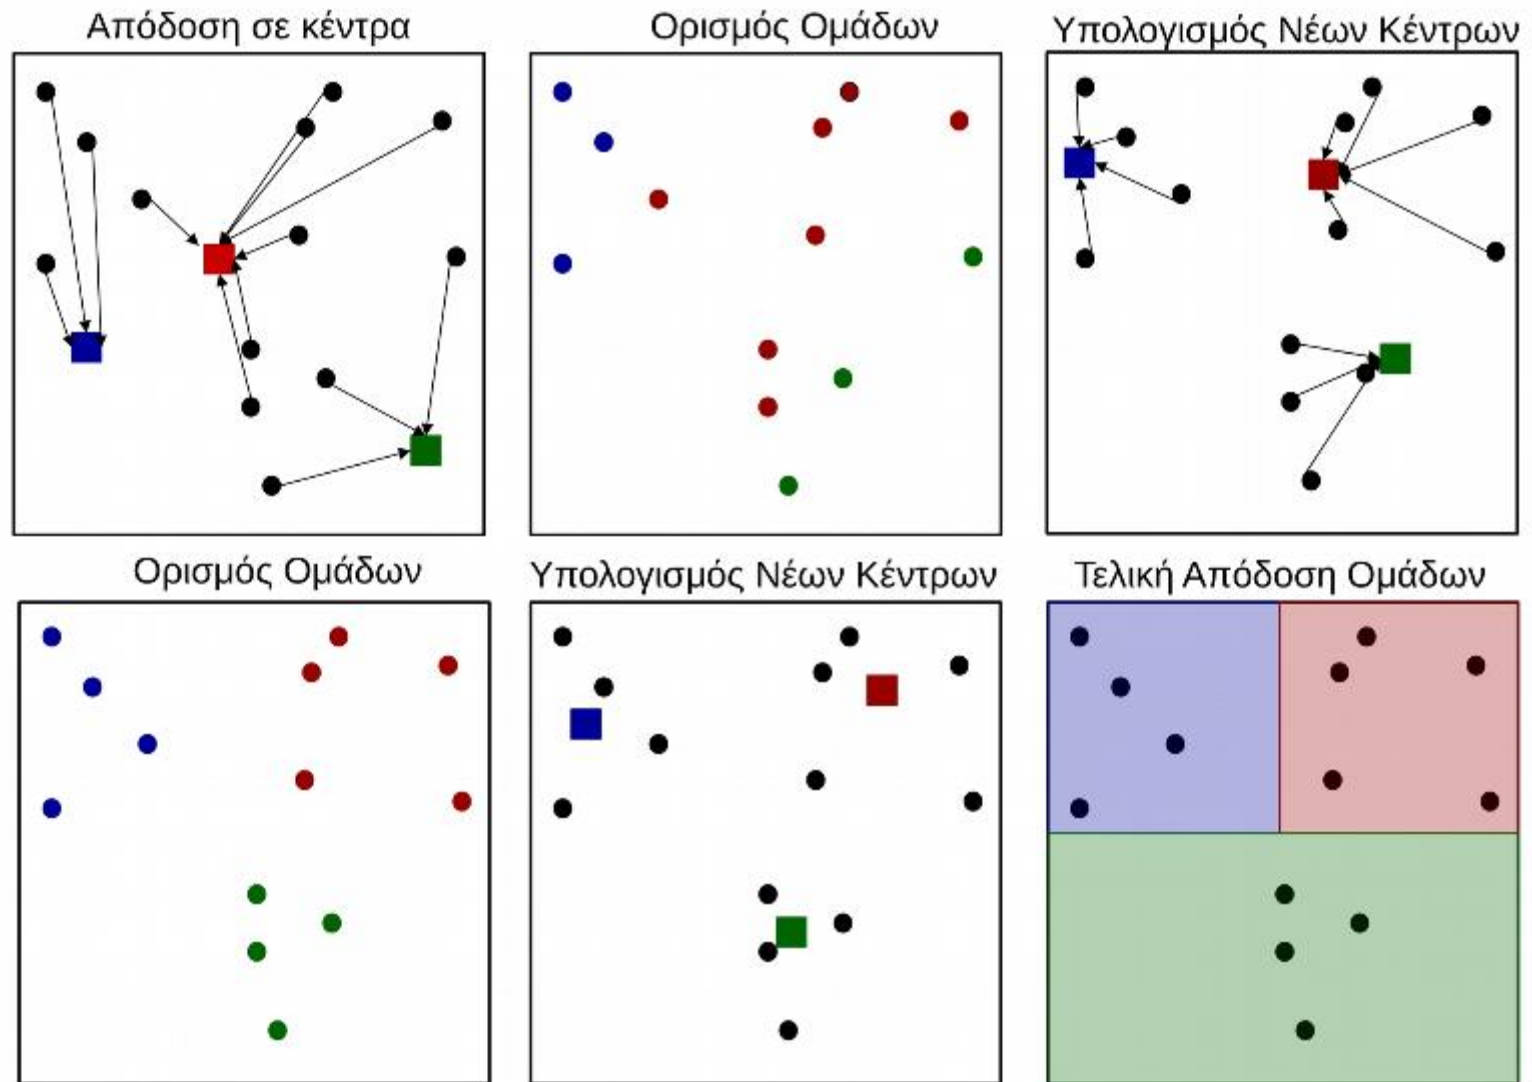 Απόδοση σε κέντρα
Ορισμός Ομάδων
Υπολογισμός Νέων Κέντρων
Ορισμός Ομάδων
Υπολογισμός Νέων Κέντρων
Τελική Απόδοση Ομάδων